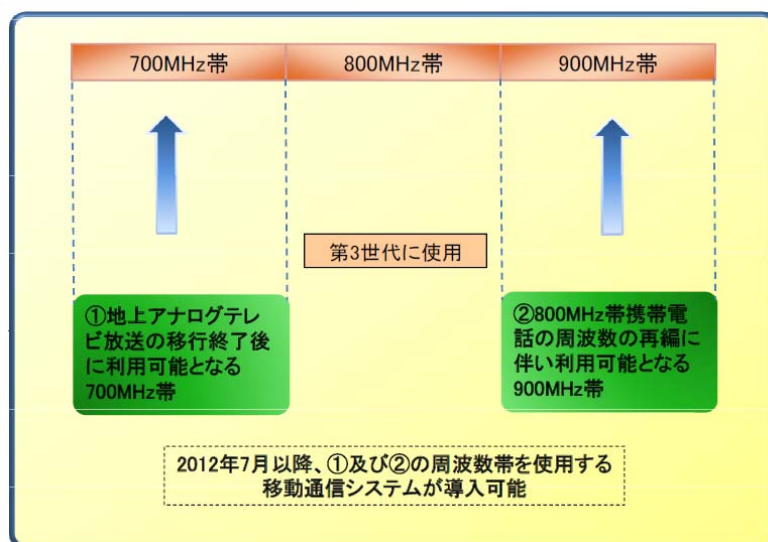 700MHz帯
800MHz帯
900MHz帯
第3世代に使用
①地上アナログテレ
ビ放送の移行終了後
に利用可能となる
700MHz帯
②800MHz帯携帯電
話の周波数の再編に
伴い利用可能となる
900MHz帯
2012年7月以降、①及び②の周波数帯を使用する
移動通信システムが導入可能